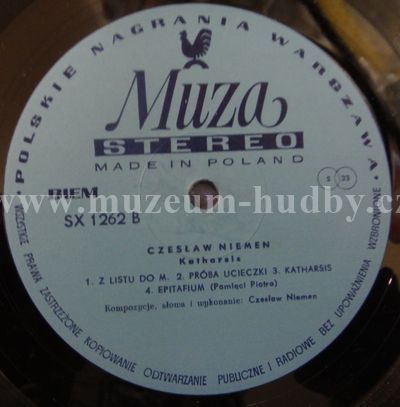 POLSKIE NAGRANIA WARSZAWA
Muza
STEREO
MADE IN POLAND
BIEM
S 33
SX 1262 B
www.muzeum-hudby.cz
CZESŁAW NIEMEN
Katharsis
1. Z LISTU DO M. 2. PRÓBA UCIECZKI 3. KATHARSIS
4. EPITAFIUM (Pamięci Piotra)
Kompozycje, słowa i wykonanie: Czesław Niemen
WSZYSTKIE PRAWA ZASTRZEŻONE KOPIOWANIE ODTWARZANIE PUBLICZNE I RADIOWE BEZ UPOWAŻNIENIA WZBRONIONE